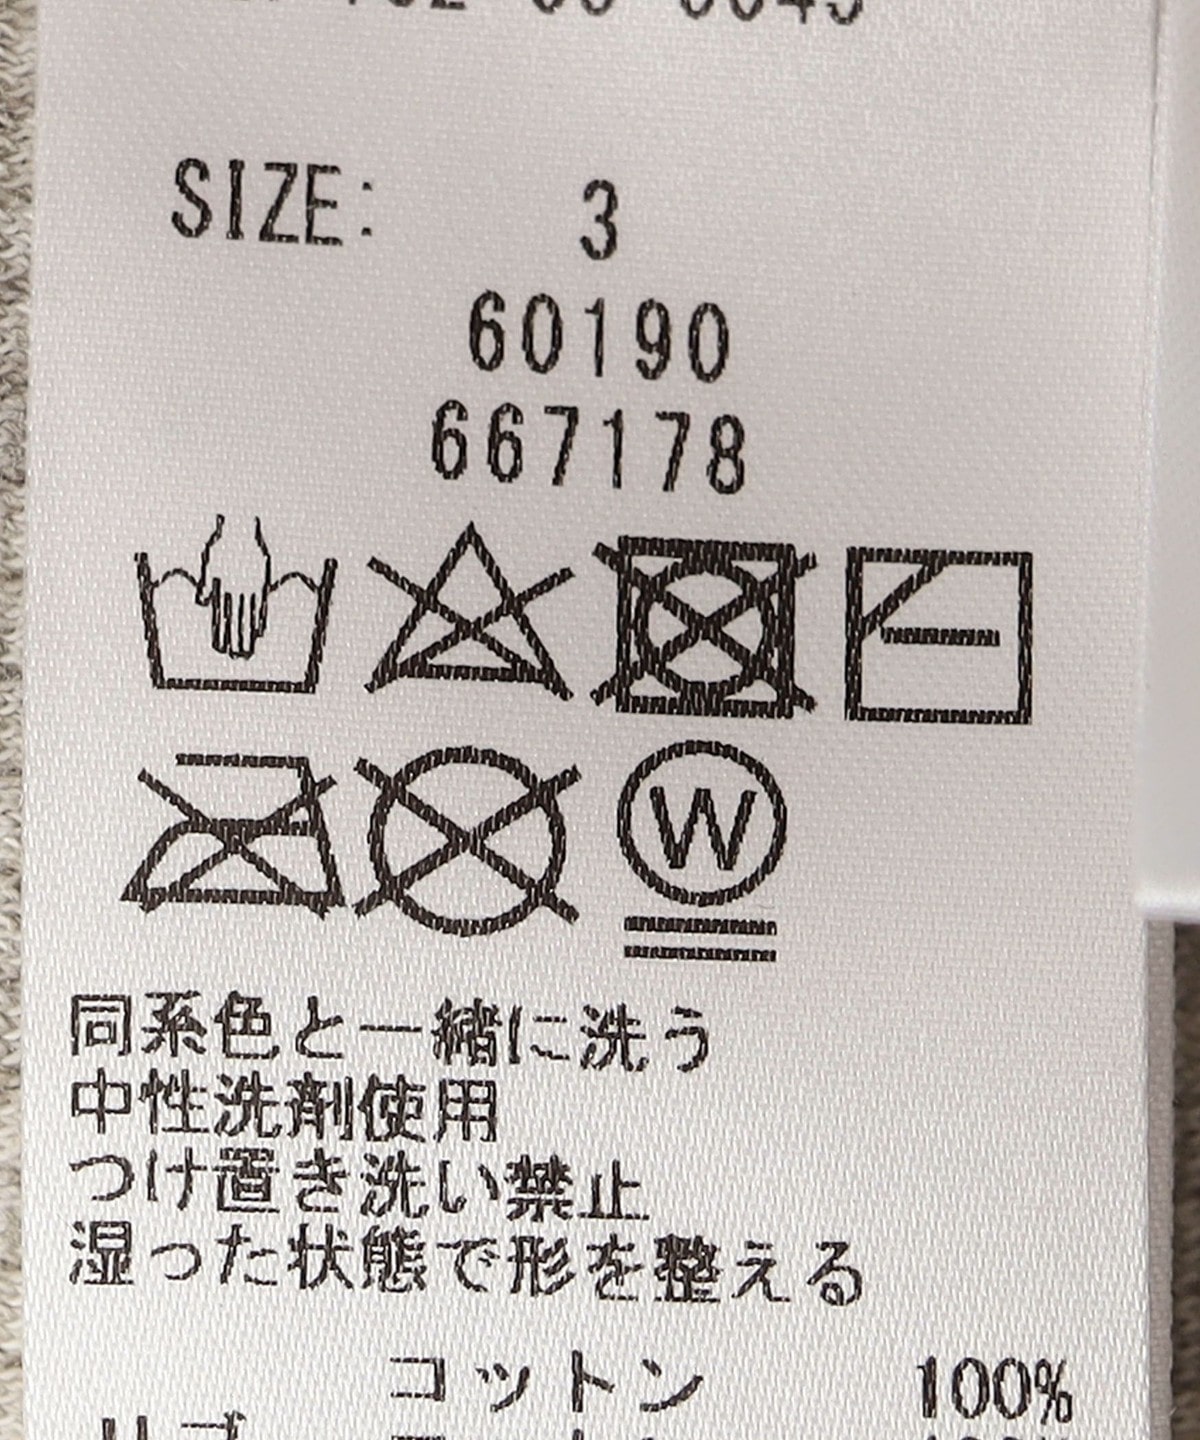 SIZE: 3
60190
667178
W
同系色と一緒に洗う
中性洗剤使用
つけ置き洗い禁止
湿った状態で形を整える
コットン 100%
リブ